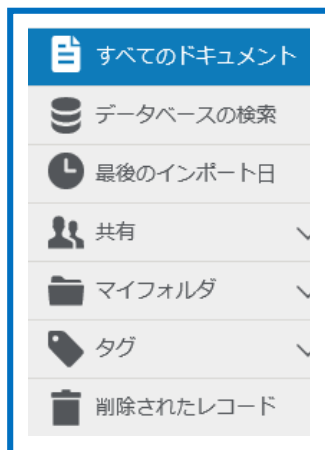 すべてのドキュメント
データベースの検索
最後のインポート日
共有
マイフォルダ
タグ
削除されたレコード